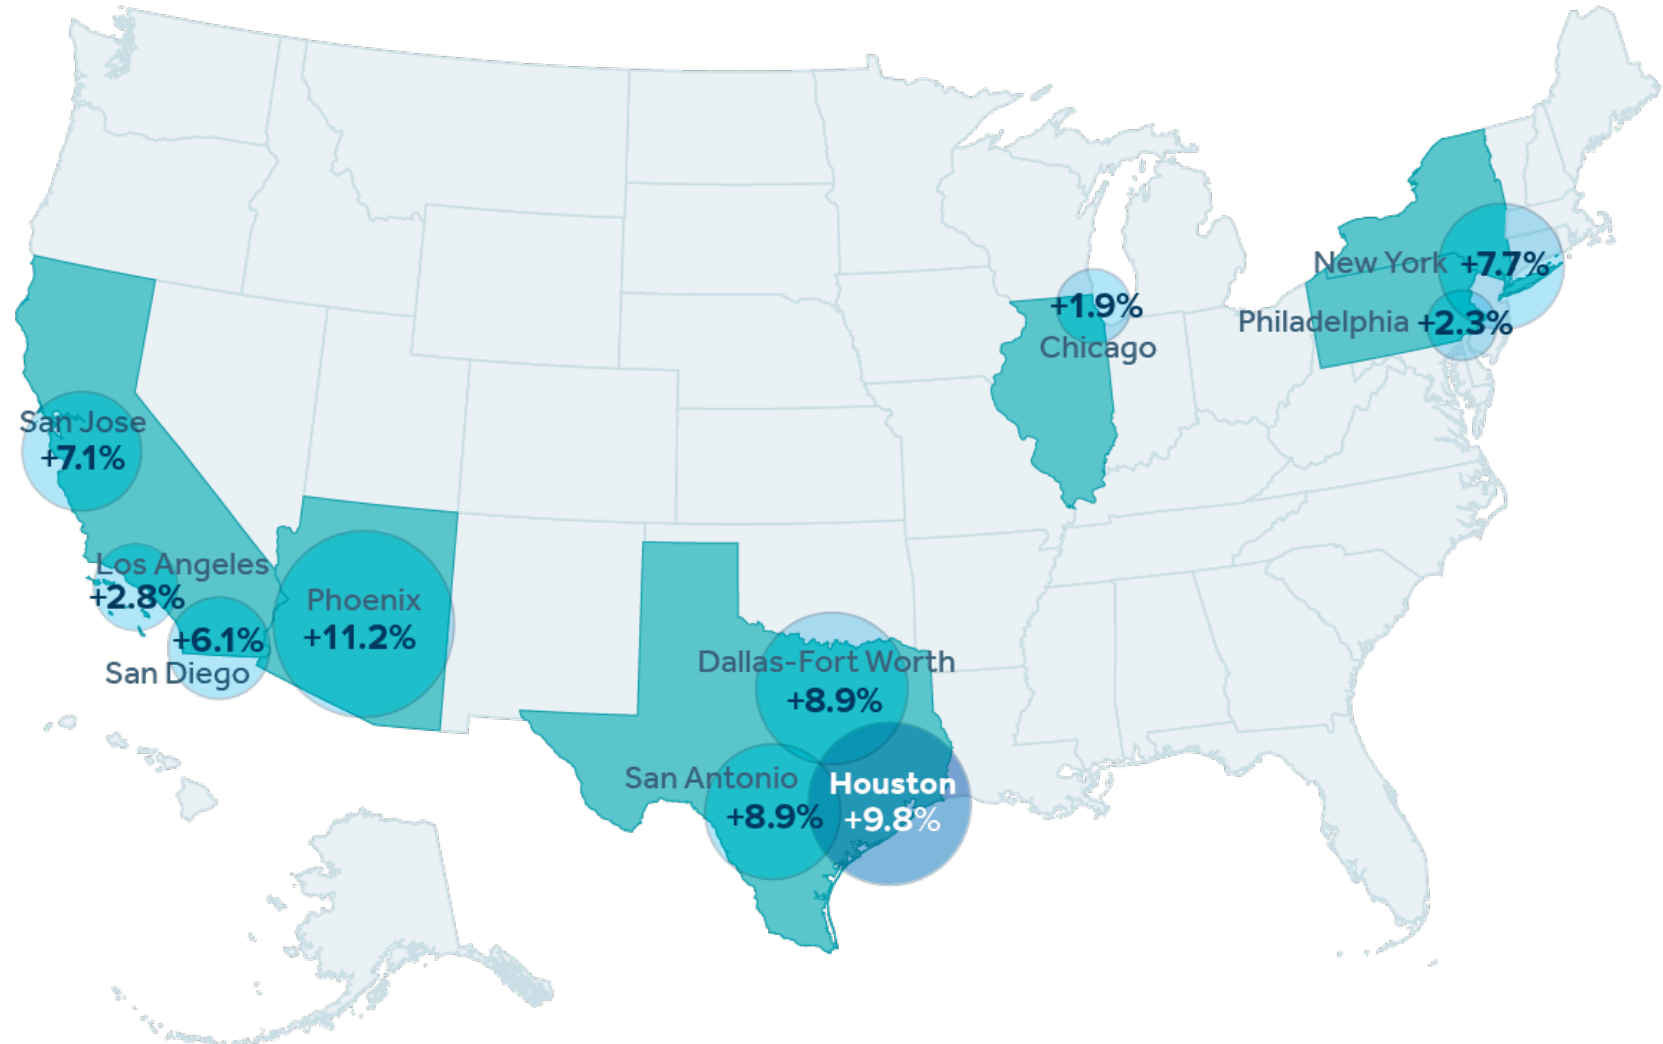 New York +7.7%
Philadelphia +2.3%
+1.9%
Chicago
San Jose
+7.1%
Los Angeles
+2.8%
+6.1%
San Diego
Phoenix
+11.2%
Dallas-Fort Worth
+8.9%
San Antonio
+8.9%
Houston
+9.8%